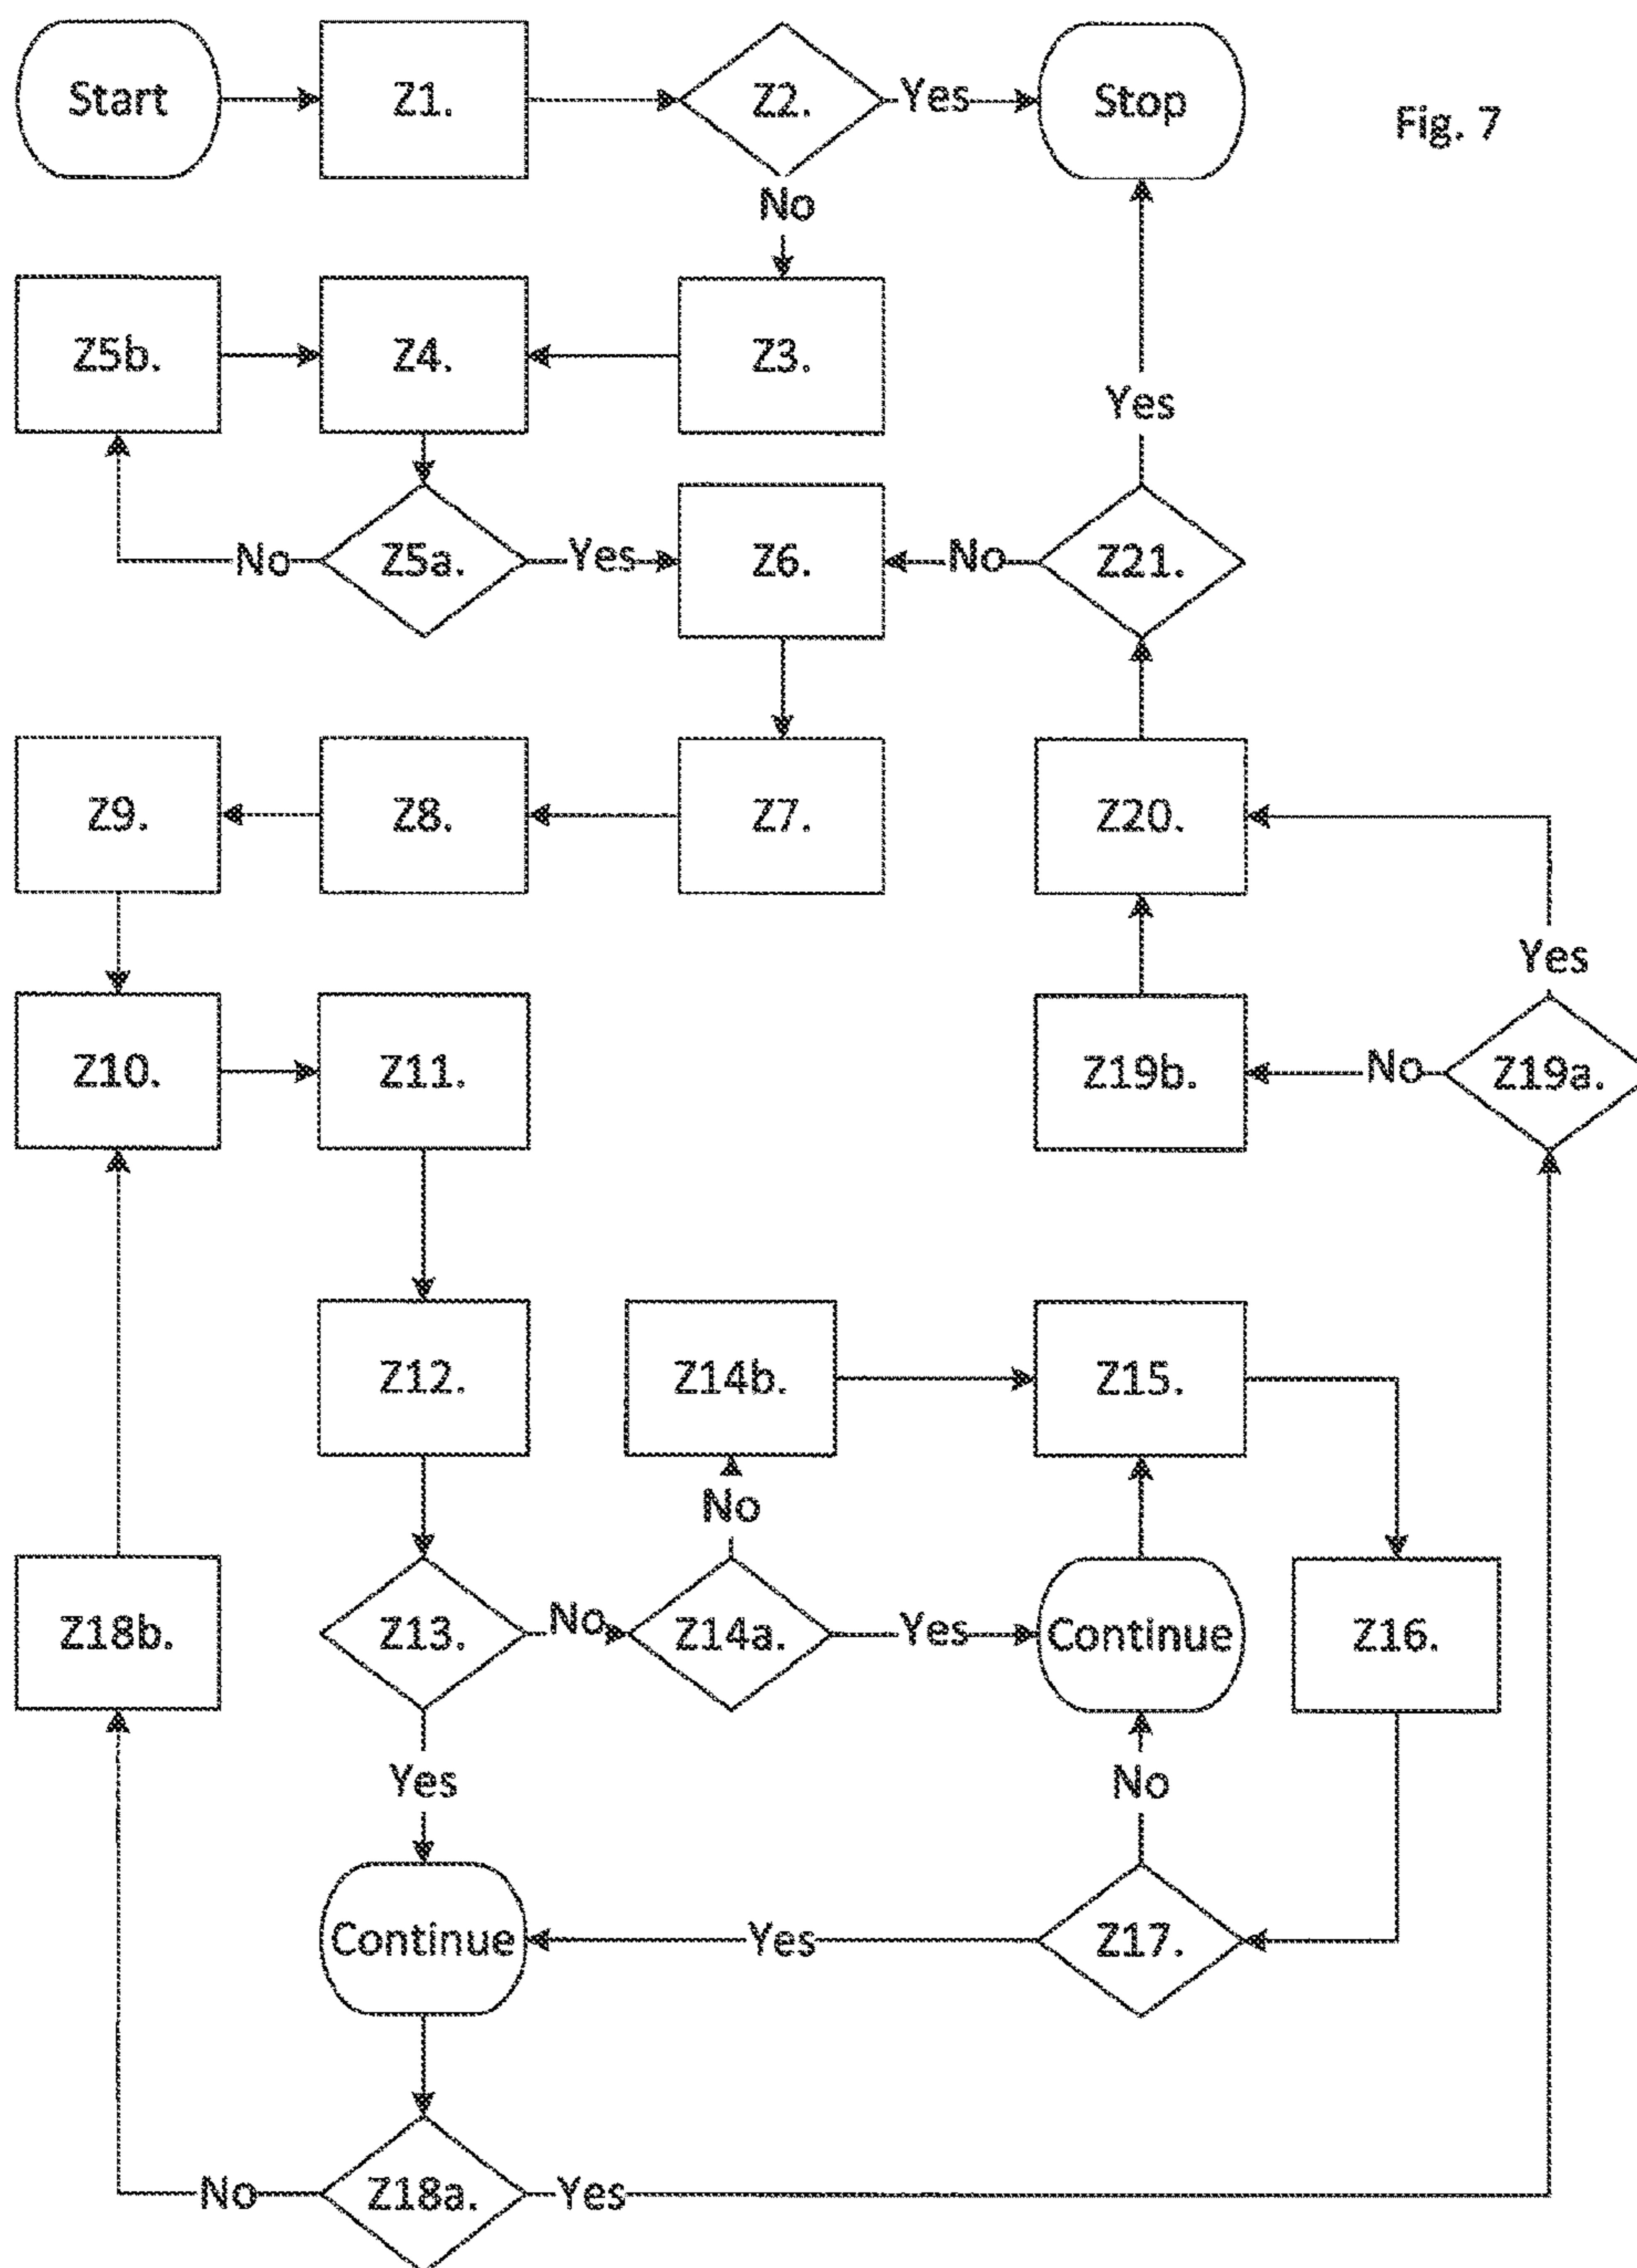 Start
Z1.
Z2.
Yes
Stop
Fig. 7
No
Z5b.
Z4.
Z3.
Yes
No
Z5a.
Yes
Z6.
No
Z21.
Z9.
Z8.
Z7.
Z20.
Yes
Z10.
Z11.
Z19b.
No
Z19a.
Z12.
Z14b.
Z15.
No
Z18b.
Z13.
No
Z14a.
Yes
Continue
Z16.
Yes
No
Continue
Yes
Z17.
No
Z18a.
Yes